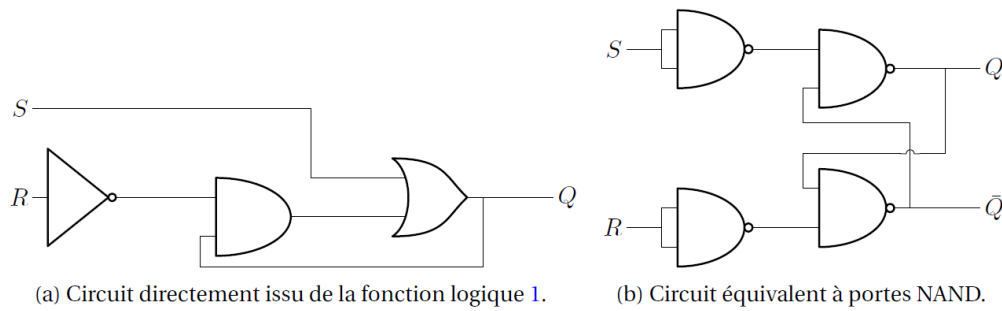 S
R
Q
(a) Circuit directement issu de la fonction logique 1.
S
R
Q
Q̄
(b) Circuit équivalent à portes NAND.